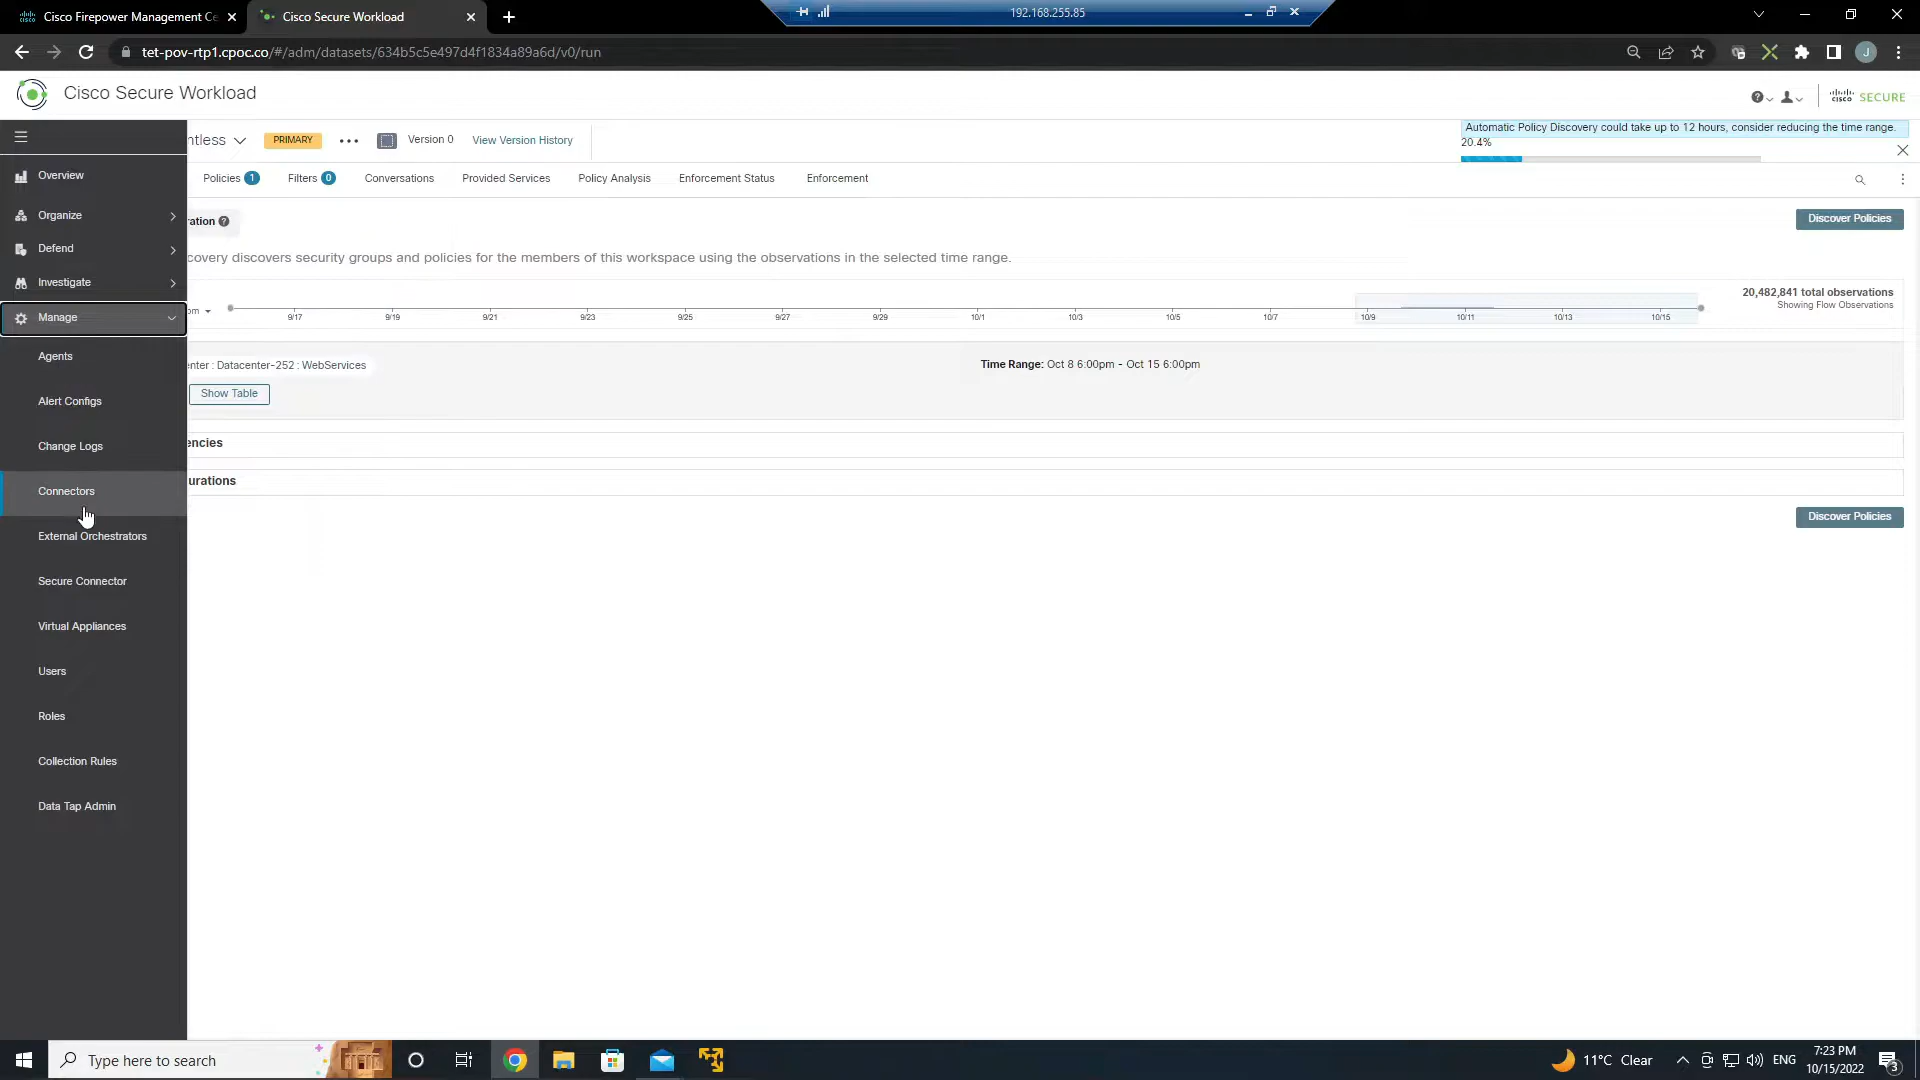 Cisco Firepower Management Ce
Cisco Secure Workload
192.168.255.85
tet-pov-rtp1.cpoc.co/#/adm/datasets/634b5c5e497d4f1834a89a6d/v0/run
J
Cisco Secure Workload
CISCO SECURE
ntless PRIMARY Version 0 View Version History
Automatic Policy Discovery could take up to 12 hours, consider reducing the time range.
20.4%
Overview
Organize
Defend
Investigate
Manage
Agents
Alert Configs
Change Logs
Connectors
External Orchestrators
Secure Connector
Virtual Appliances
Users
Roles
Collection Rules
Data Tap Admin
Policies 1 Filters 0 Conversations Provided Services Policy Analysis Enforcement Status Enforcement
ration
Discover Policies
covery discovers security groups and policies for the members of this workspace using the observations in the selected time range.
om
9/17 9/19 9/21 9/23 9/25 9/27 9/29 10/1 10/3 10/5 10/7 10/9 10/11 10/13 10/15
20,482,841 total observations
Showing Flow Observations
enter : Datacenter-252 : WebServices
Time Range: Oct 8 6:00pm - Oct 15 6:00pm
Show Table
encies
urations
Discover Policies
Type here to search
11°C Clear
ENG
7:23 PM
10/15/2022
3